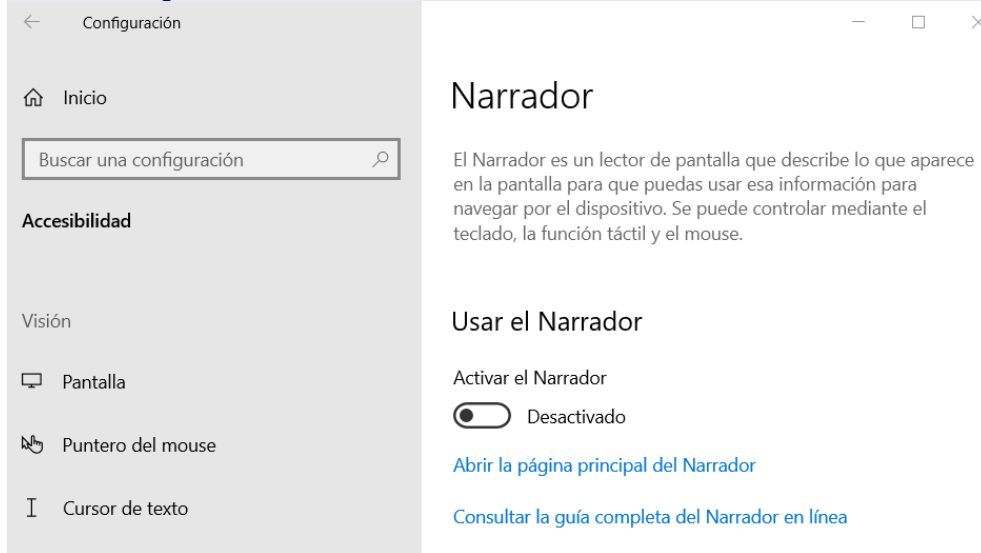 Configuración
Inicio
Buscar una configuración
Accesibilidad
Visión
Pantalla
Puntero del mouse
Cursor de texto
Narrador
El Narrador es un lector de pantalla que describe lo que aparece
en la pantalla para que puedas usar esa información para
navegar por el dispositivo. Se puede controlar mediante el
teclado, la función táctil y el mouse.
Usar el Narrador
Activar el Narrador
Desactivado
Abrir la página principal del Narrador
Consultar la guía completa del Narrador en línea